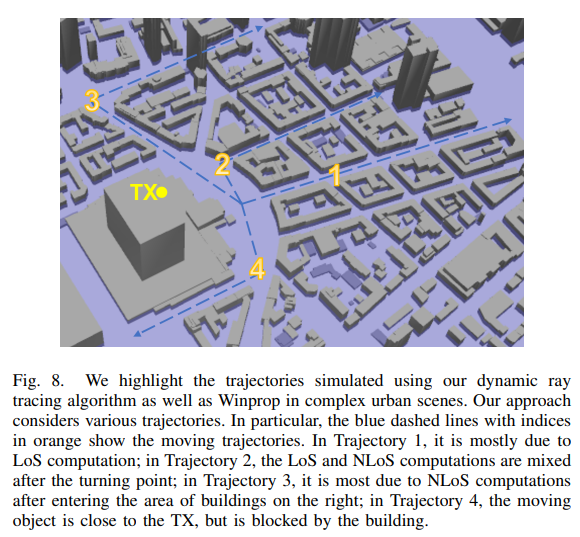 3
2
1
TX
4
Fig. 8. We highlight the trajectories simulated using our dynamic ray
tracing algorithm as well as Winprop in complex urban scenes. Our approach
considers various trajectories. In particular, the blue dashed lines with indices
in orange show the moving trajectories. In Trajectory 1, it is mostly due to
LoS computation; in Trajectory 2, the LoS and NLoS computations are mixed
after the turning point; in Trajectory 3, it is most due to NLoS computations
after entering the area of buildings on the right; in Trajectory 4, the moving
object is close to the TX, but is blocked by the building.